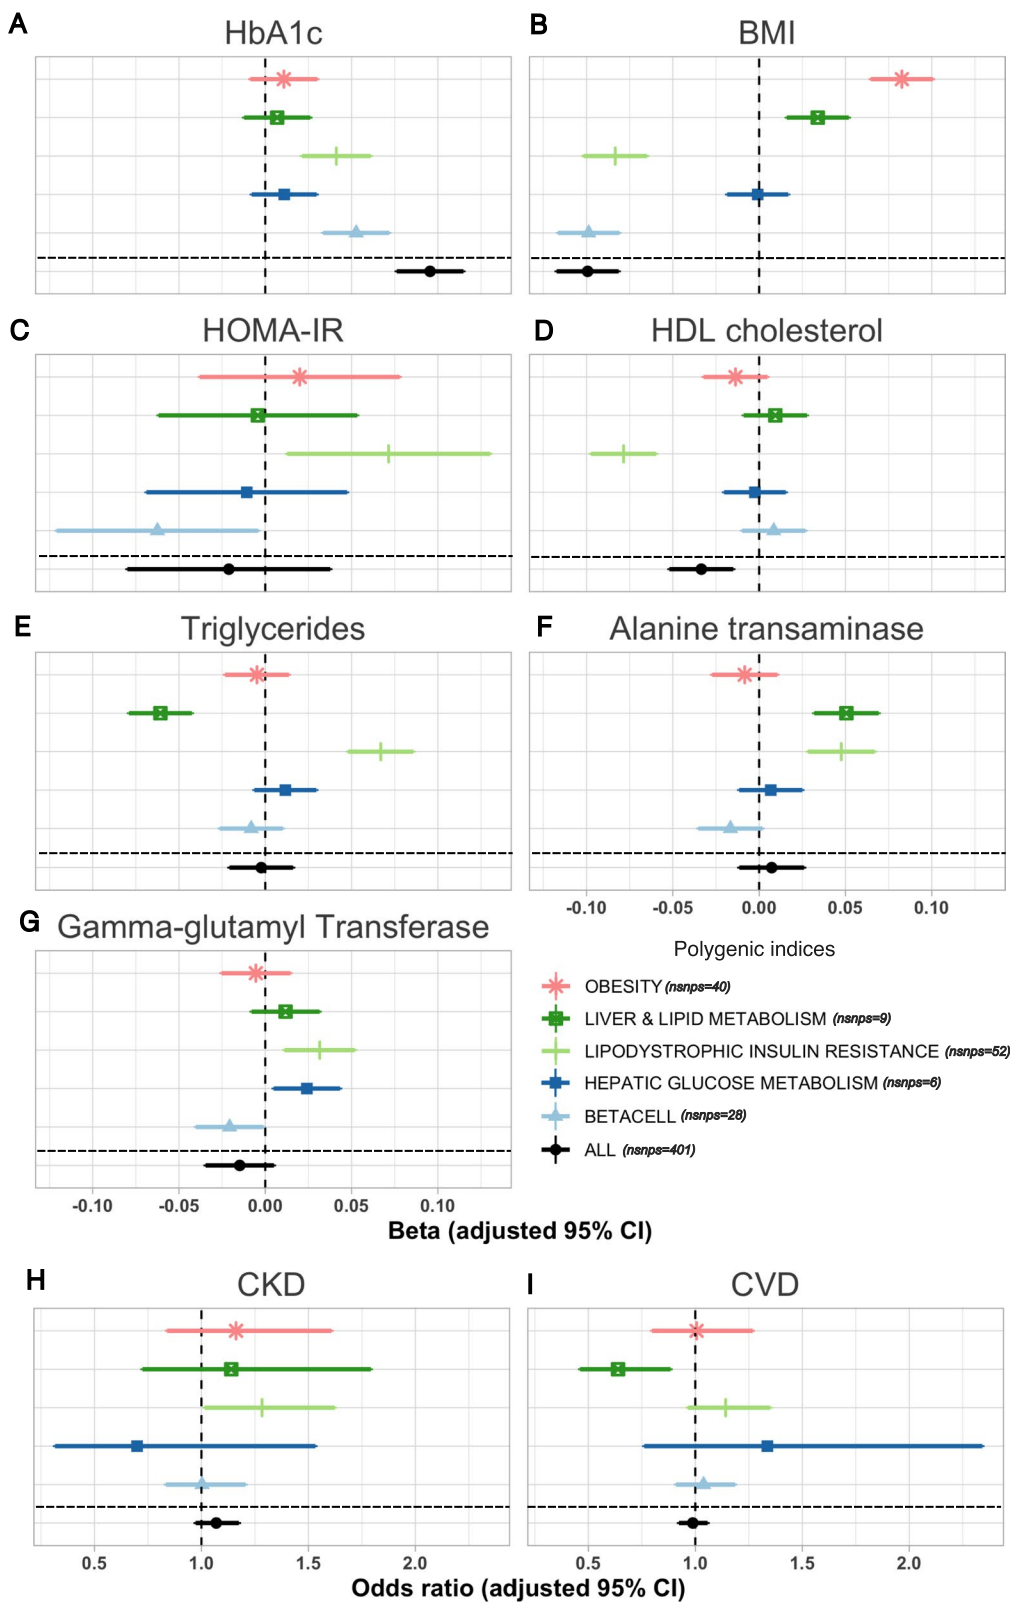 A
HbA1c
B
BMI
C
HOMA-IR
D
HDL cholesterol
E
Triglycerides
F
Alanine transaminase
-0.10 -0.05 0.00 0.05 0.10
G
Gamma-glutamyl Transferase
Polygenic indices
OBESITY (nsnps=40)
LIVER & LIPID METABOLISM (nsnps=9)
LIPODYSTROPHIC INSULIN RESISTANCE (nsnps=52)
HEPATIC GLUCOSE METABOLISM (nsnps=6)
BETACELL (nsnps=28)
ALL (nsnps=401)
-0.10 -0.05 0.00 0.05 0.10
Beta (adjusted 95% CI)
H
CKD
I
CVD
0.5 1.0 1.5 2.0
0.5 1.0 1.5 2.0
Odds ratio (adjusted 95% CI)